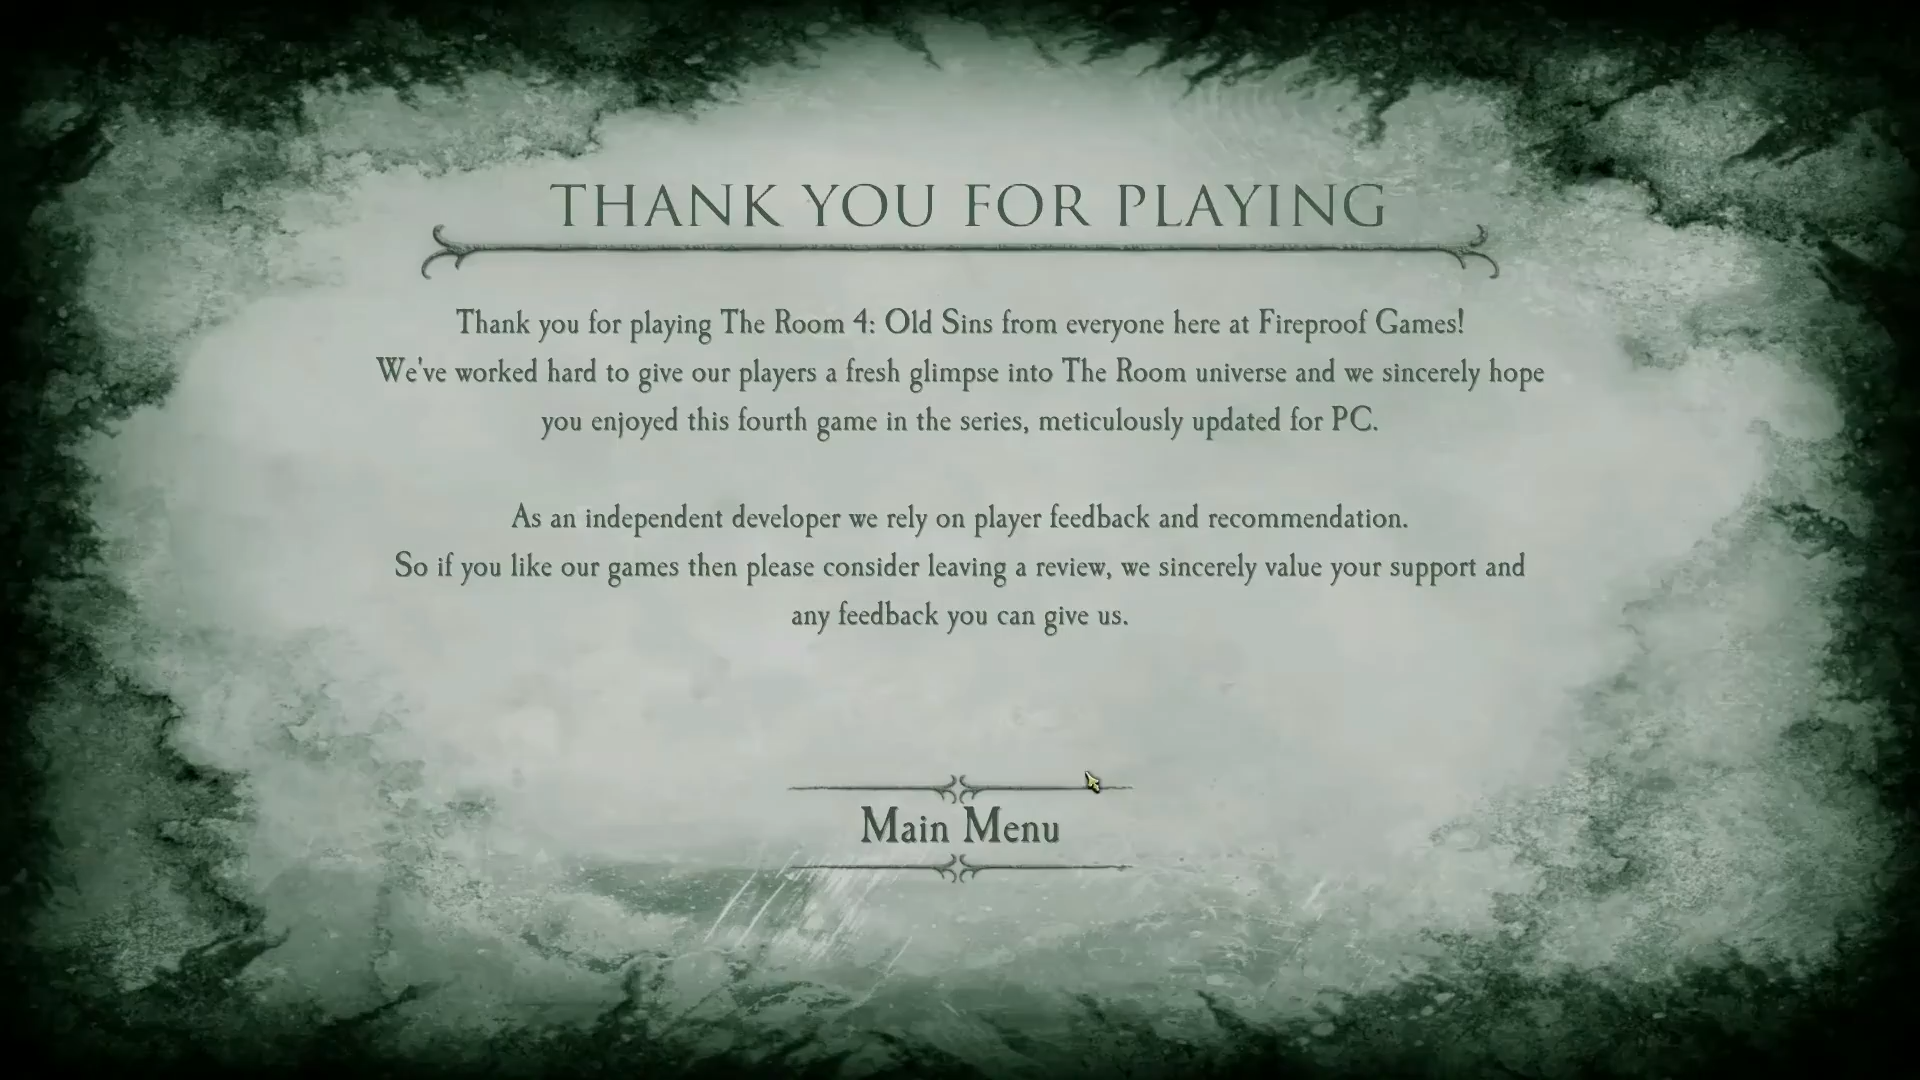 THANK YOU FOR PLAYING
Thank you for playing The Room 4: Old Sins from everyone here at Fireproof Games!
We've worked hard to give our players a fresh glimpse into The Room universe and we sincerely hope
you enjoyed this fourth game in the series, meticulously updated for PC.
As an independent developer we rely on player feedback and recommendation.
So if you like our games then please consider leaving a review, we sincerely value your support and
any feedback you can give us.
Main Menu